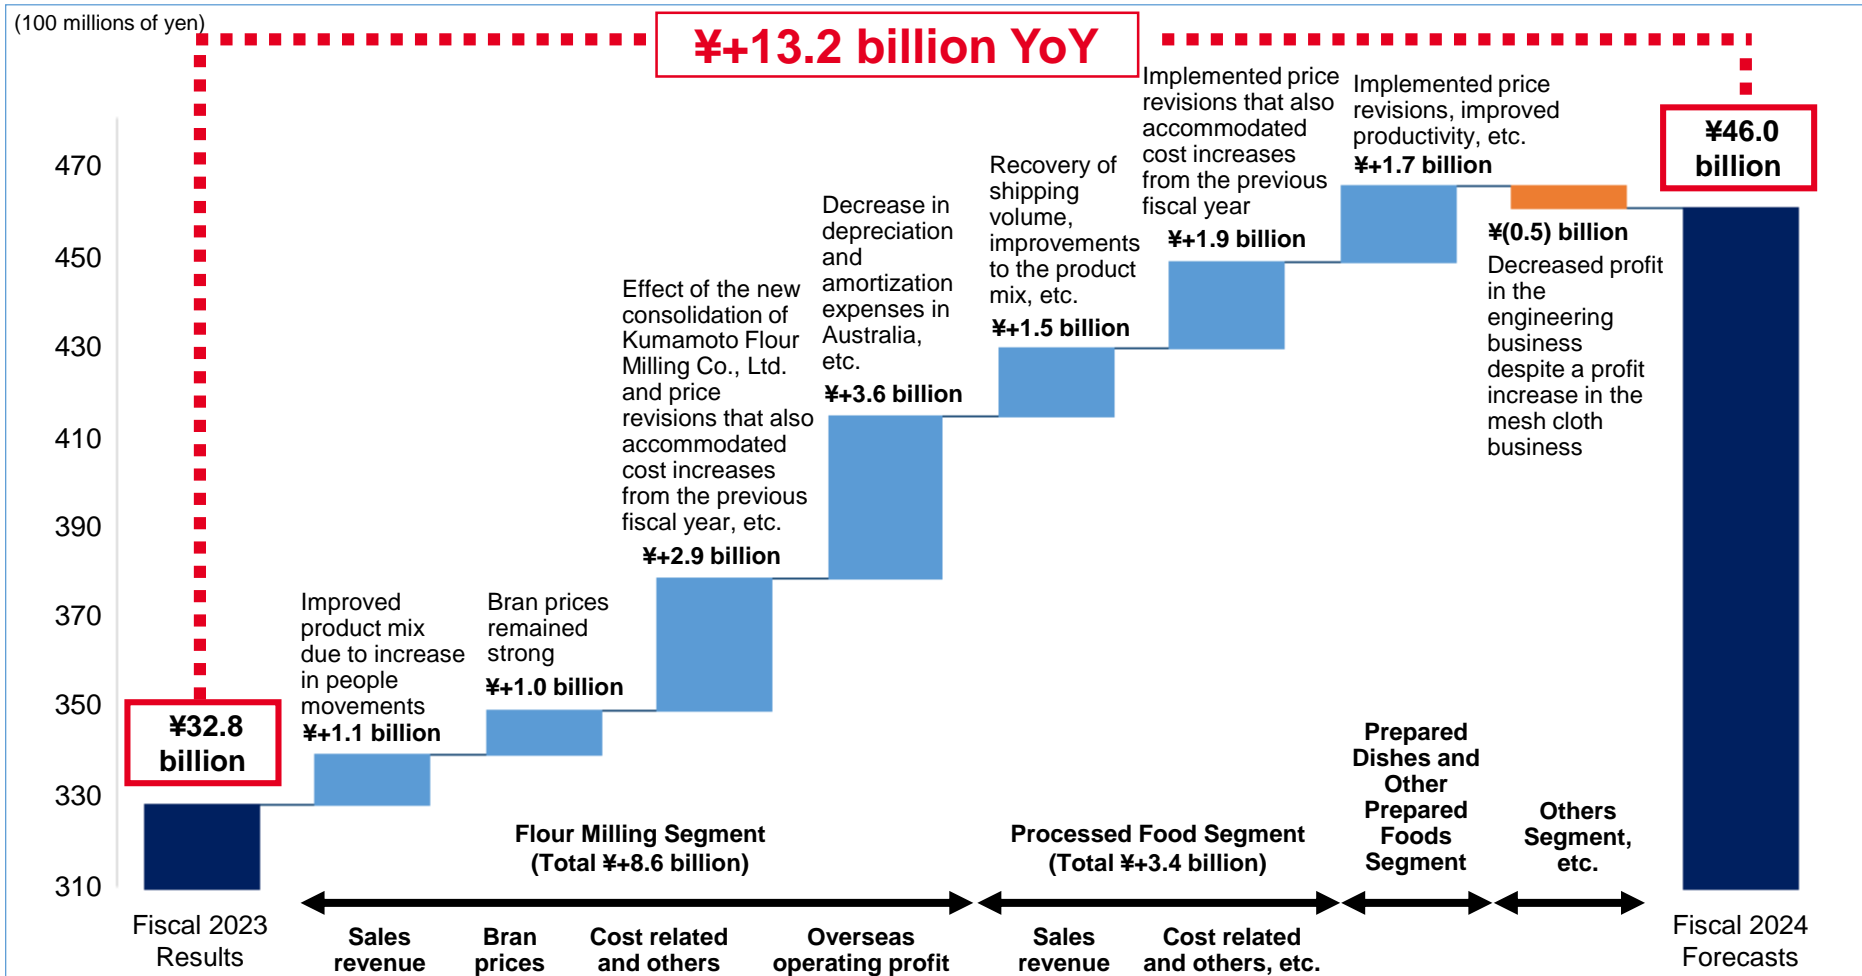 (100 millions of yen)
¥+13.2 billion YoY
470
450
430
410
390
370
350
330
310
¥32.8
billion
Improved
product mix
due to increase
in people
movements
¥+1.1 billion
Bran prices
remained
strong
¥+1.0 billion
Effect of the new
consolidation of
Kumamoto Flour
Milling Co., Ltd.
and price
revisions that also
accommodated
cost increases
from the previous
fiscal year, etc.
¥+2.9 billion
Decrease in
depreciation
and
amortization
expenses in
Australia,
etc.
¥+3.6 billion
Recovery of
shipping
volume,
improvements
to the product
mix, etc.
¥+1.5 billion
Implemented price
revisions that also
accommodated
cost increases
from the previous
fiscal year
¥+1.9 billion
Implemented price
revisions, improved
productivity, etc.
¥+1.7 billion
¥(0.5) billion
Decreased profit
in the
engineering
business
despite a profit
increase in the
mesh cloth
business
¥46.0
billion
Flour Milling Segment
(Total ¥+8.6 billion)
Processed Food Segment
(Total ¥+3.4 billion)
Prepared
Dishes and
Other
Prepared
Foods
Segment
Others
Segment,
etc.
Fiscal 2023
Results
Sales
revenue
Bran
prices
Cost related
and others
Overseas
operating profit
Sales
revenue
Cost related
and others, etc.
Fiscal 2024
Forecasts